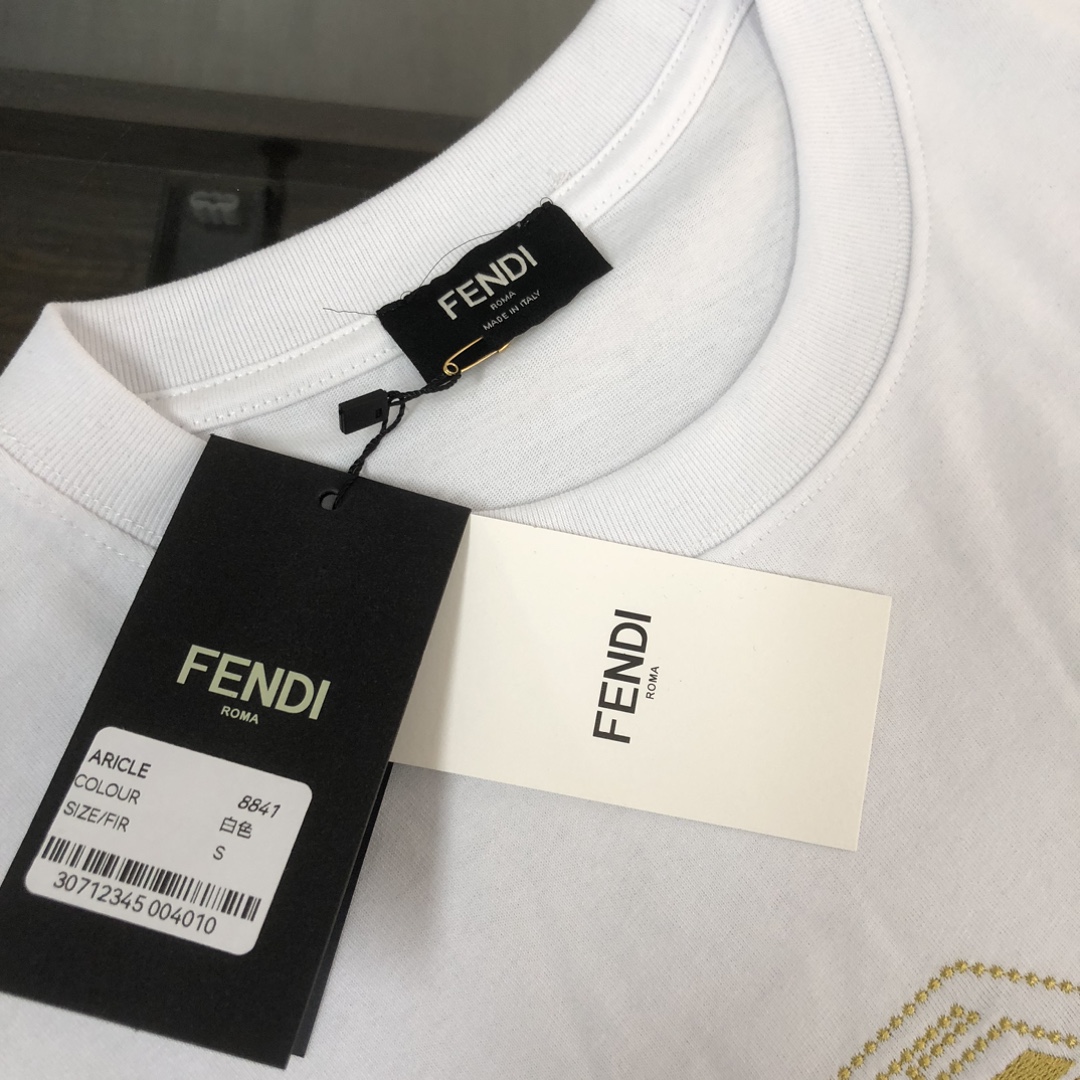 FENDI
ROMA
MADE IN ITALY
FENDI
ROMA
FENDI
ROMA
ARICLE 8841
COLOUR 白色
SIZE/FIR S
30712345 004010